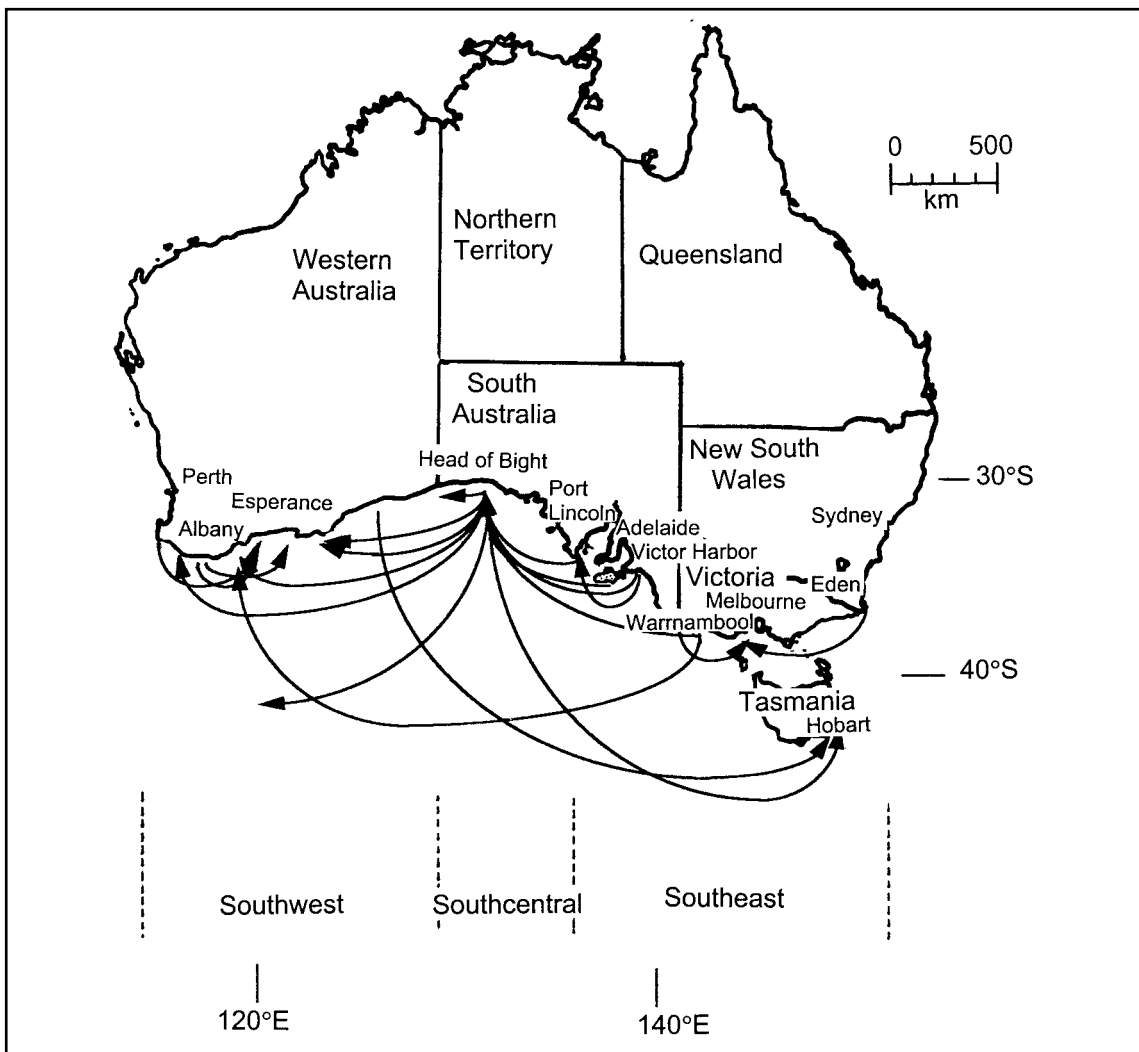 0 500
km
Northern
Territory
Western
Australia
Queensland
South
Australia
New South
Wales
Head of Bight
30°S
Perth
Esperance
Port
Lincoln
Sydney
Albany
Adelaide
Victor Harbor
Victoria
Eden
Melbourne
Warrnambool
40°S
Tasmania
Hobart
Southwest
Southcentral
Southeast
120°E
140°E